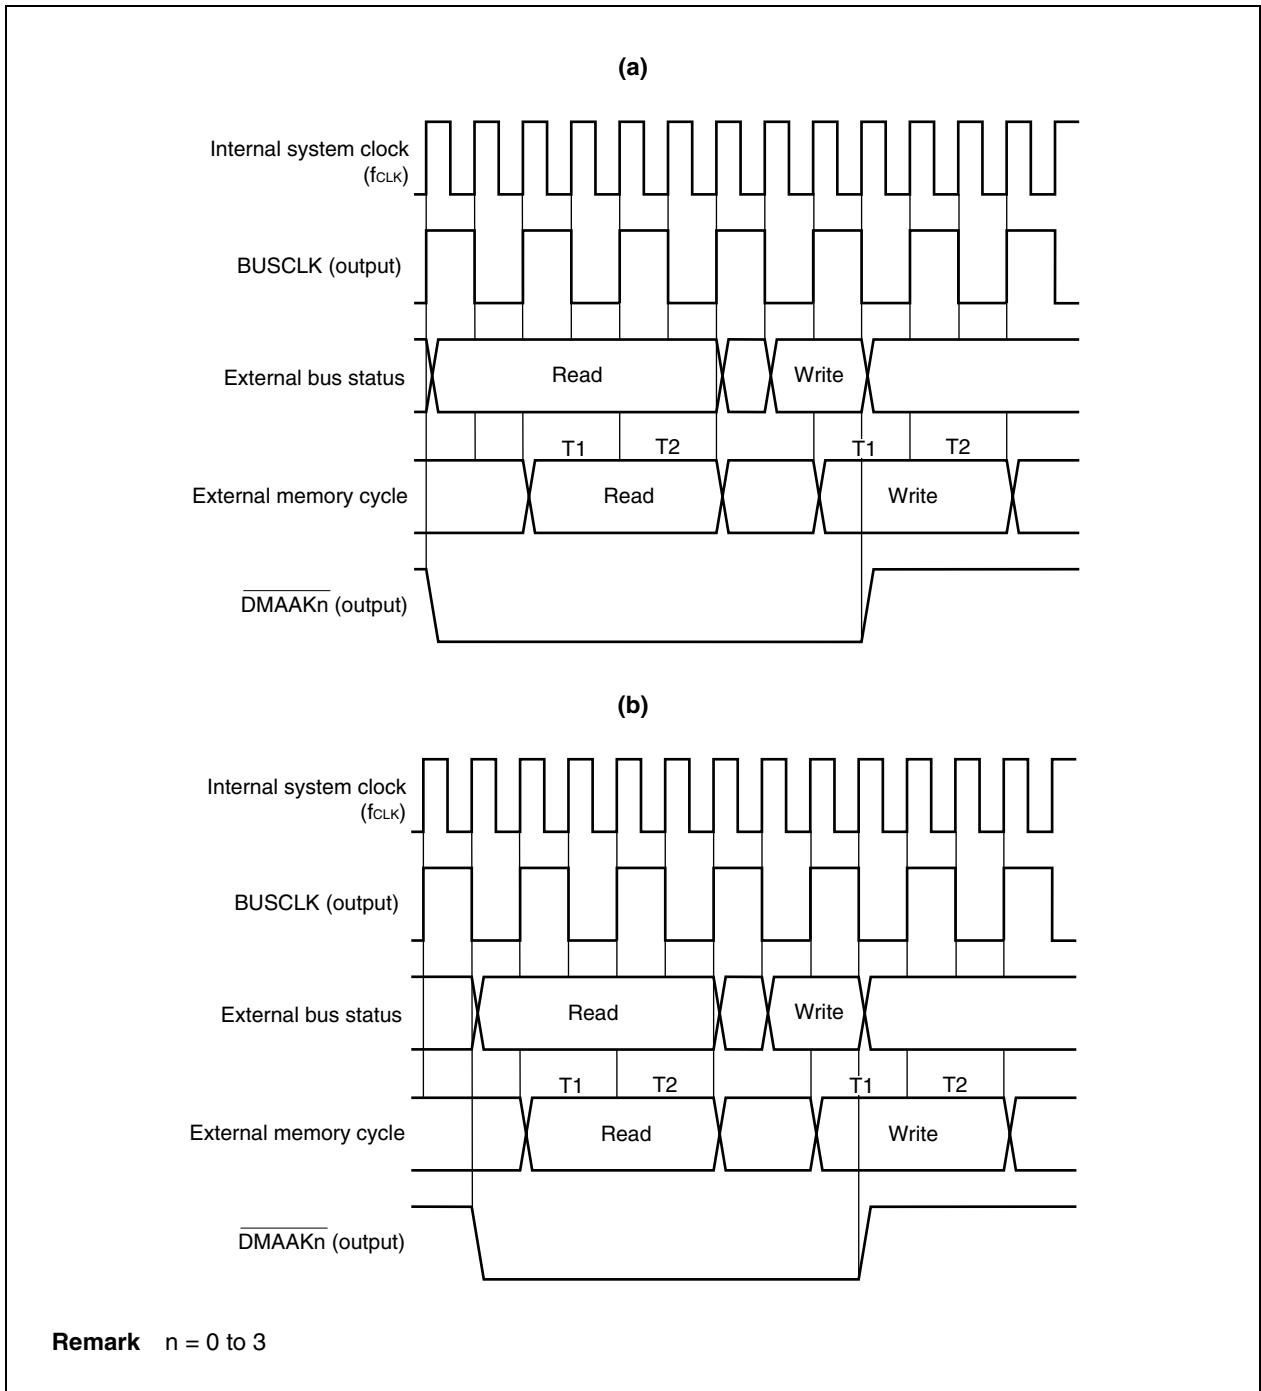 (a)
Internal system clock
(fCLK)
BUSCLK (output)
External bus status
Read
Write
T1
T2
T1
T2
External memory cycle
Read
Write
DMAAKn (output)
(b)
Internal system clock
(fCLK)
BUSCLK (output)
External bus status
Read
Write
T1
T2
T1
T2
External memory cycle
Read
Write
DMAAKn (output)
Remark n = 0 to 3